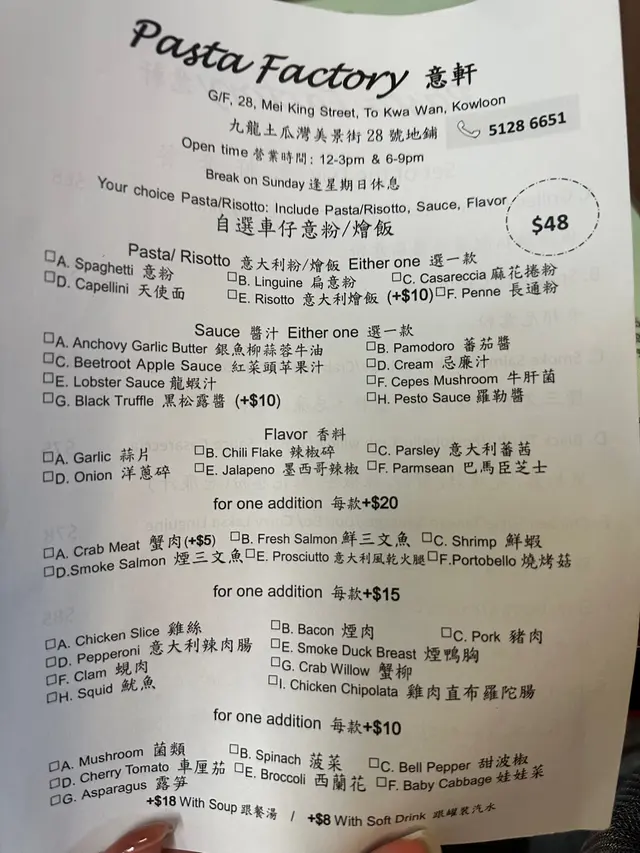 Pasta Factory 意軒
G/F, 28, Mei King Street, To Kwa Wan, Kowloon
九龍土瓜灣美景街 28 號地鋪
5128 6651
Open time 營業時間: 12-3pm & 6-9pm
Break on Sunday 逢星期日休息
Your choice Pasta/Risotto: Include Pasta/Risotto, Sauce, Flavor
自選車仔意粉/燴飯
$48
Pasta/ Risotto 意大利粉/燴飯 Either one 選一款
☐A. Spaghetti 意粉 ☐B. Linguine 扁意粉 ☐C. Casareccia 麻花捲粉
☐D. Capellini 天使面 ☐E. Risotto 意大利燴飯 (+$10) ☐F. Penne 長通粉
Sauce 醬汁 Either one 選一款
☐A. Anchovy Garlic Butter 銀魚柳蒜蓉牛油 ☐B. Pamodoro 蕃茄醬
☐C. Beetroot Apple Sauce 紅菜頭苹果汁 ☐D. Cream 忌廉汁
☐E. Lobster Sauce 龍蝦汁 ☐F. Cepes Mushroom 牛肝菌
☐G. Black Truffle 黑松露醬 (+$10) ☐H. Pesto Sauce 羅勒醬
Flavor 香料
☐A. Garlic 蒜片 ☐B. Chili Flake 辣椒碎 ☐C. Parsley 意大利蕃茜
☐D. Onion 洋蔥碎 ☐E. Jalapeno 墨西哥辣椒 ☐F. Parmsean 巴馬臣芝士
for one addition 每款+$20
☐A. Crab Meat 蟹肉(+$5) ☐B. Fresh Salmon 鮮三文魚 ☐C. Shrimp 鮮蝦
☐D.Smoke Salmon 煙三文魚 ☐E. Prosciutto 意大利風乾火腿 ☐F.Portobello 燒烤菇
for one addition 每款+$15
☐A. Chicken Slice 雞絲 ☐B. Bacon 煙肉 ☐C. Pork 豬肉
☐D. Pepperoni 意大利辣肉腸 ☐E. Smoke Duck Breast 煙鴨胸
☐F. Clam 蜆肉 ☐G. Crab Willow 蟹柳
☐H. Squid 魷魚 ☐I. Chicken Chipolata 雞肉直布羅陀腸
for one addition 每款+$10
☐A. Mushroom 菌類 ☐B. Spinach 菠菜 ☐C. Bell Pepper 甜波椒
☐D. Cherry Tomato 車厘茄 ☐E. Broccoli 西蘭花 ☐F. Baby Cabbage 娃娃菜
☐G. Asparagus 露笋
+$18 With Soup 跟餐湯 / +$8 With Soft Drink 跟罐装汽水